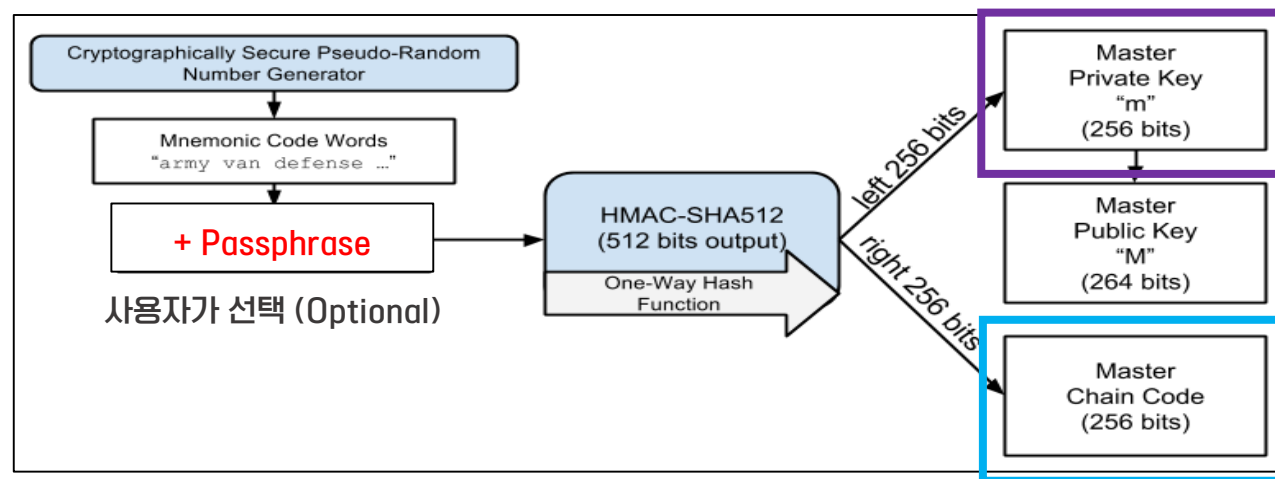 Cryptographically Secure Pseudo-Random
Number Generator
Mnemonic Code Words
“army van defense …”
+ Passphrase
사용자가 선택 (Optional)
HMAC-SHA512
(512 bits output)
One-Way Hash
Function
left 256 bits
right 256 bits
Master
Private Key
“m”
(256 bits)
Master
Public Key
“M”
(264 bits)
Master
Chain Code
(256 bits)